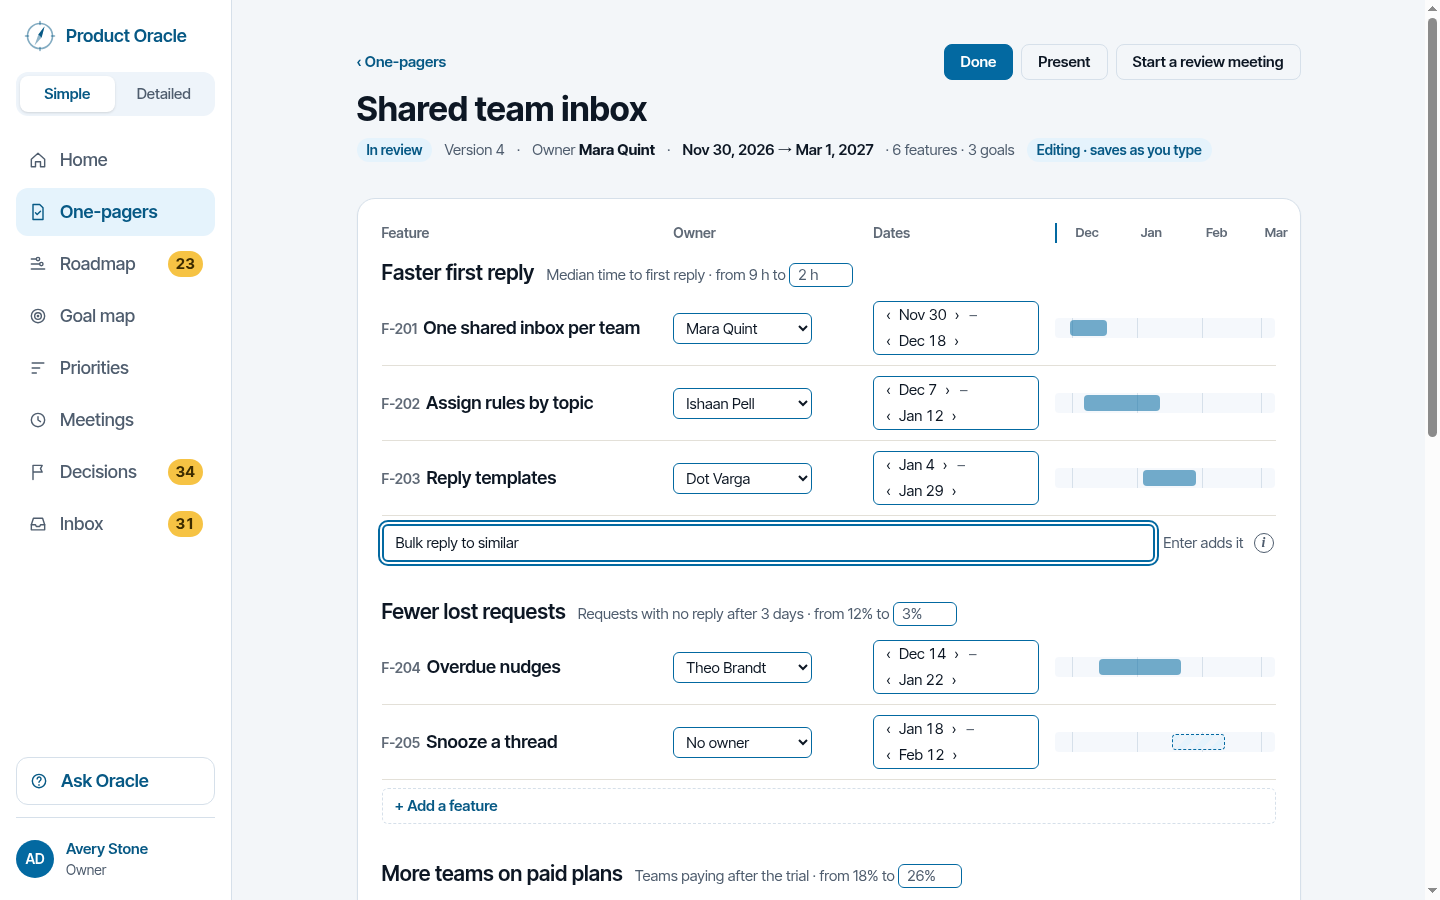 Product Oracle
Simple Detailed
Home
One-pagers
Roadmap 23
Goal map
Priorities
Meetings
Decisions 34
Inbox 31
Ask Oracle
AD Avery Stone
Owner
‹ One-pagers
Done Present Start a review meeting
Shared team inbox
In review Version 4 · Owner Mara Quint · Nov 30, 2026 → Mar 1, 2027 · 6 features · 3 goals Editing · saves as you type
Feature Owner Dates Dec Jan Feb Mar
Faster first reply Median time to first reply · from 9 h to 2 h
F-201 One shared inbox per team Mara Quint ‹ Nov 30 › –
‹ Dec 18 ›
F-202 Assign rules by topic Ishaan Pell ‹ Dec 7 › –
‹ Jan 12 ›
F-203 Reply templates Dot Varga ‹ Jan 4 › –
‹ Jan 29 ›
Bulk reply to similar Enter adds it i
Fewer lost requests Requests with no reply after 3 days · from 12% to 3%
F-204 Overdue nudges Theo Brandt ‹ Dec 14 › –
‹ Jan 22 ›
F-205 Snooze a thread No owner ‹ Jan 18 › –
‹ Feb 12 ›
+ Add a feature
More teams on paid plans Teams paying after the trial · from 18% to 26%